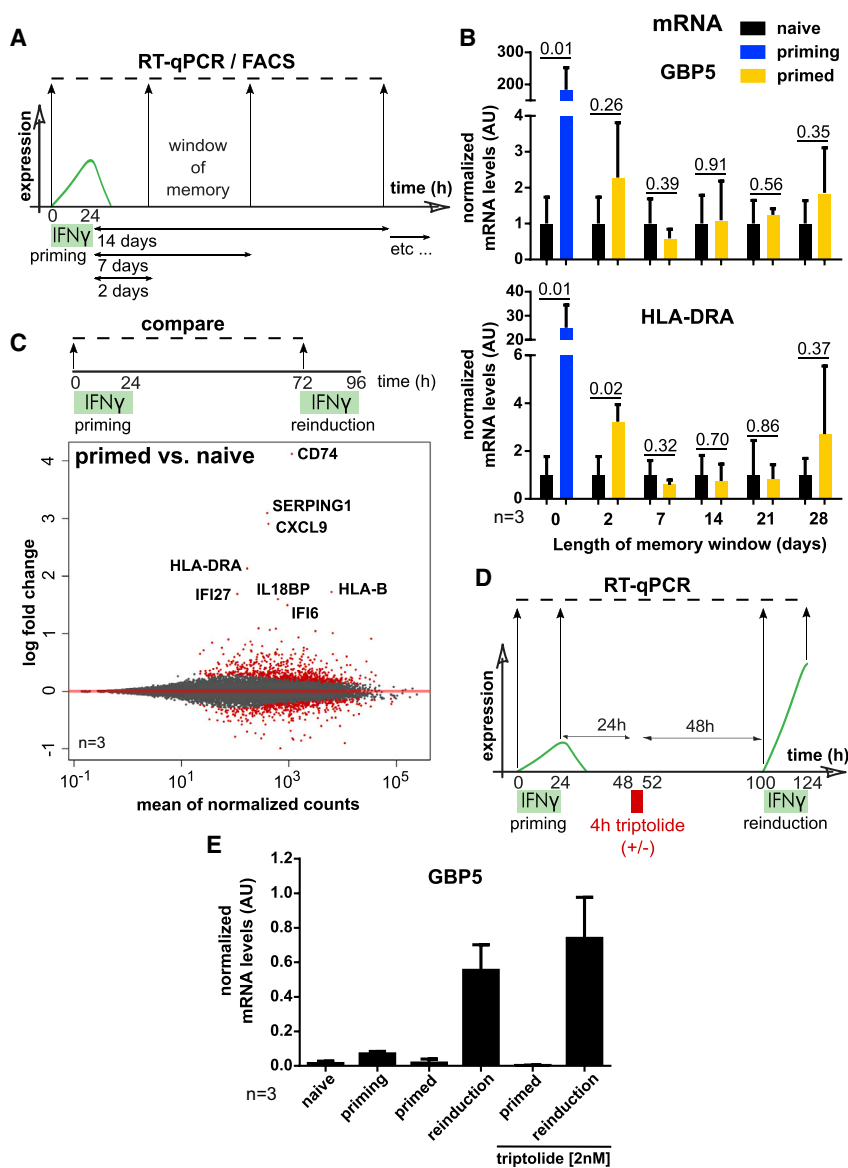 A
RT-qPCR / FACS
expression
window
of
memory
time (h)
0
24
IFNγ
priming
14 days
7 days
2 days
etc ...
B
mRNA
GBP5
naive
priming
primed
normalized
mRNA levels (AU)
300
200
100
4
3
2
1
0
0.01
0.26
0.39
0.91
0.56
0.35
HLA-DRA
normalized
mRNA levels (AU)
40
30
20
10
6
4
2
0
0.01
0.02
0.32
0.70
0.86
0.37
n=3
0 2 7 14 21 28
Length of memory window (days)
C
compare
0 24 72 96 time (h)
IFNγ IFNγ
priming reinduction
primed vs. naive
CD74
SERPING1
CXCL9
HLA-DRA
IFI27
IL18BP
HLA-B
IFI6
log fold change
4
3
2
1
0
-1
n=3
10-1 101 103 105
mean of normalized counts
D
RT-qPCR
expression
24h 48h
time (h)
0 24 48 52 100 124
IFNγ IFNγ
priming reinduction
4h triptolide
(+/-)
E
GBP5
normalized
mRNA levels (AU)
1.2
1.0
0.8
0.6
0.4
0.2
0.0
n=3
naive
priming
primed
reinduction
primed
reinduction
triptolide [2nM]